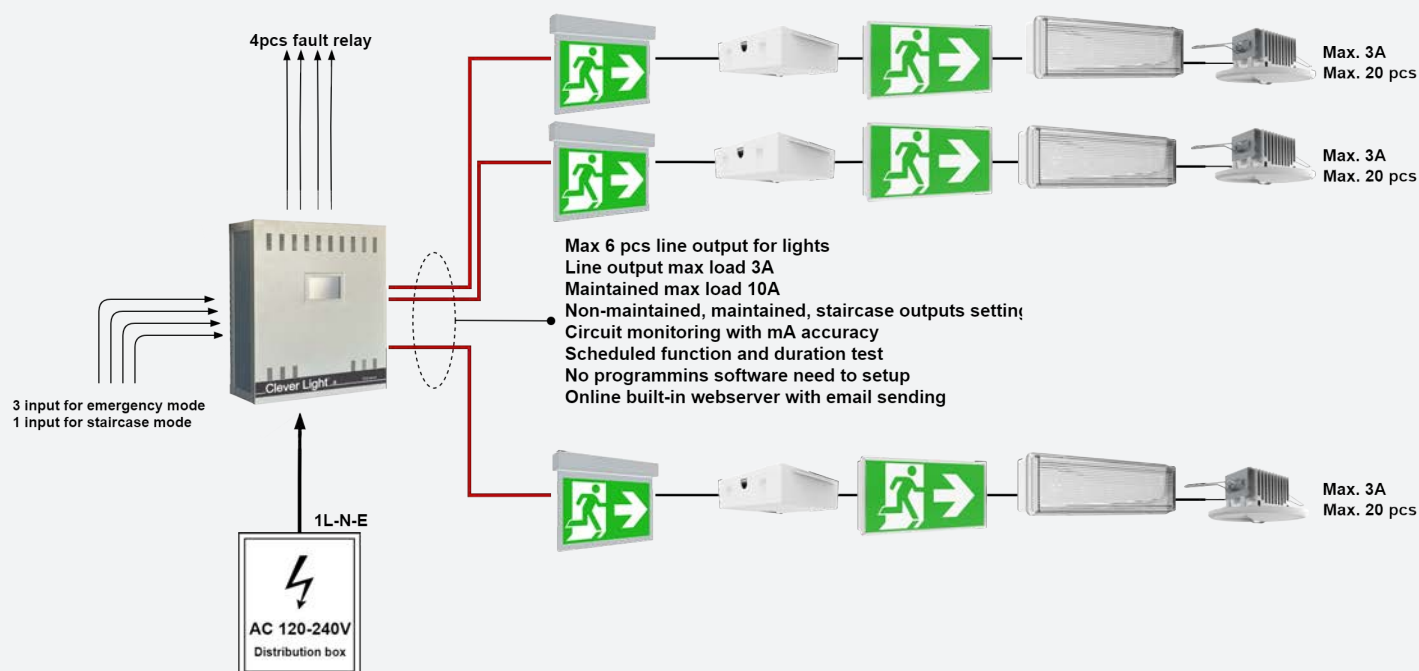 4pcs fault relay
Max. 3A
Max. 20 pcs
Max. 3A
Max. 20 pcs
Max 6 pcs line output for lights
Line output max load 3A
Maintained max load 10A
Non-maintained, maintained, staircase outputs setting
Circuit monitoring with mA accuracy
Scheduled function and duration test
No programmins software need to setup
Online built-in webserver with email sending
Clever Light
3 input for emergency mode
1 input for staircase mode
Max. 3A
Max. 20 pcs
1L-N-E
AC 120-240V
Distribution box